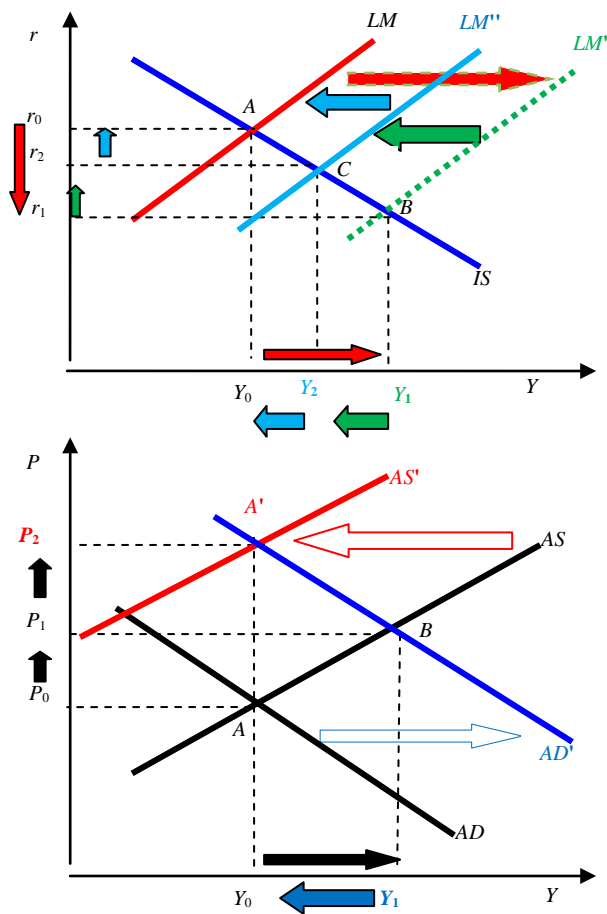 r LM LM'' LM'
r₀ A
r₂ C
r₁ B
IS
Y₀ Y₂ Y₁ Y
P AS'
A'
P₂ AS
P₁ B
P₀
A
AD'
AD
Y₀ Y₁ Y